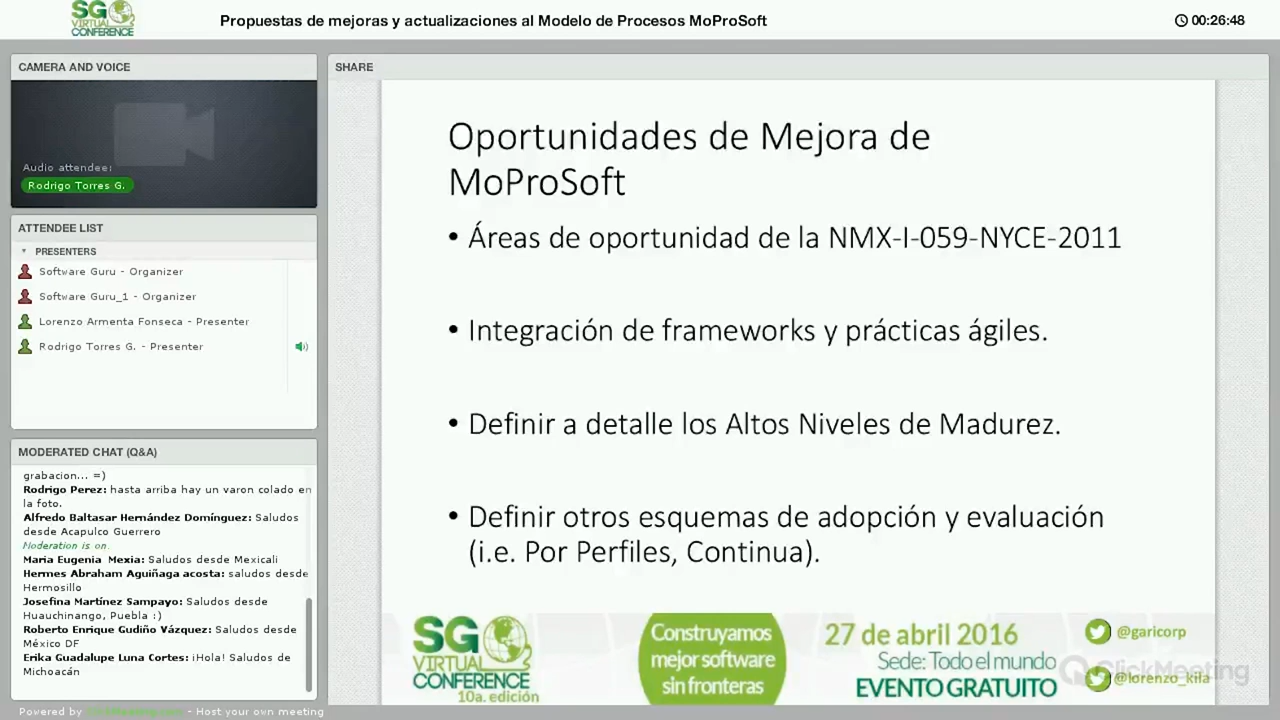 SG
VIRTUAL
CONFERENCE
Propuestas de mejoras y actualizaciones al Modelo de Procesos MoProSoft
00:26:48
CAMERA AND VOICE
Audio attendee:
Rodrigo Torres G.
ATTENDEE LIST
PRESENTERS
Software Guru - Organizer
Software Guru_1 - Organizer
Lorenzo Armenta Fonseca - Presenter
Rodrigo Torres G. - Presenter
MODERATED CHAT (Q&A)
grabacion... =)
Rodrigo Perez: hasta arriba hay un varon colado en
la foto.
Alfredo Baltasar Hernández Domínguez: Saludos
desde Acapulco Guerrero
Moderation is on.
Maria Eugenia Mexia: Saludos desde Mexicali
Hermes Abraham Aguiñaga acosta: saludos desde
Hermosillo
Josefina Martínez Sampayo: Saludos desde
Huauchinango, Puebla :)
Roberto Enrique Gudiño Vázquez: Saludos desde
México DF
Erika Guadalupe Luna Cortes: ¡Hola! Saludos de
Michoacán
Powered by ClickMeeting.com - Host your own meeting
SHARE
Oportunidades de Mejora de
MoProSoft
• Áreas de oportunidad de la NMX-I-059-NYCE-2011
• Integración de frameworks y prácticas ágiles.
• Definir a detalle los Altos Niveles de Madurez.
• Definir otros esquemas de adopción y evaluación
(i.e. Por Perfiles, Continua).
SG
VIRTUAL
CONFERENCE
10a. edición
Construyamos
mejor software
sin fronteras
27 de abril 2016
Sede: Todo el mundo
EVENTO GRATUITO
@garicorp
@lorenzo_kila
ClickMeeting